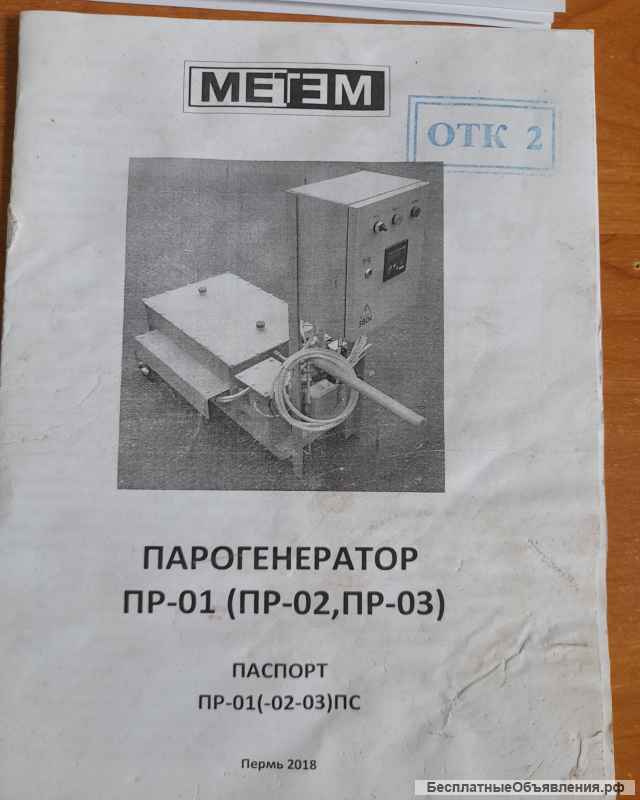 МЕТЭМ
ОТК 2
ПАРОГЕНЕРАТОР
ПР-01 (ПР-02,ПР-03)
ПАСПОРТ
ПР-01(-02-03)ПС
Пермь 2018
БесплатныеОбъявления.рф